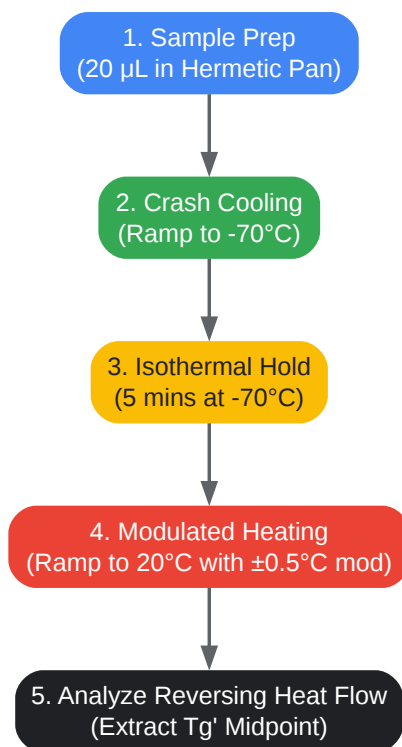 1. Sample Prep
(20 μL in Hermetic Pan)
2. Crash Cooling
(Ramp to -70°C)
3. Isothermal Hold
(5 mins at -70°C)
4. Modulated Heating
(Ramp to 20°C with ±0.5°C mod)
5. Analyze Reversing Heat Flow
(Extract Tg' Midpoint)